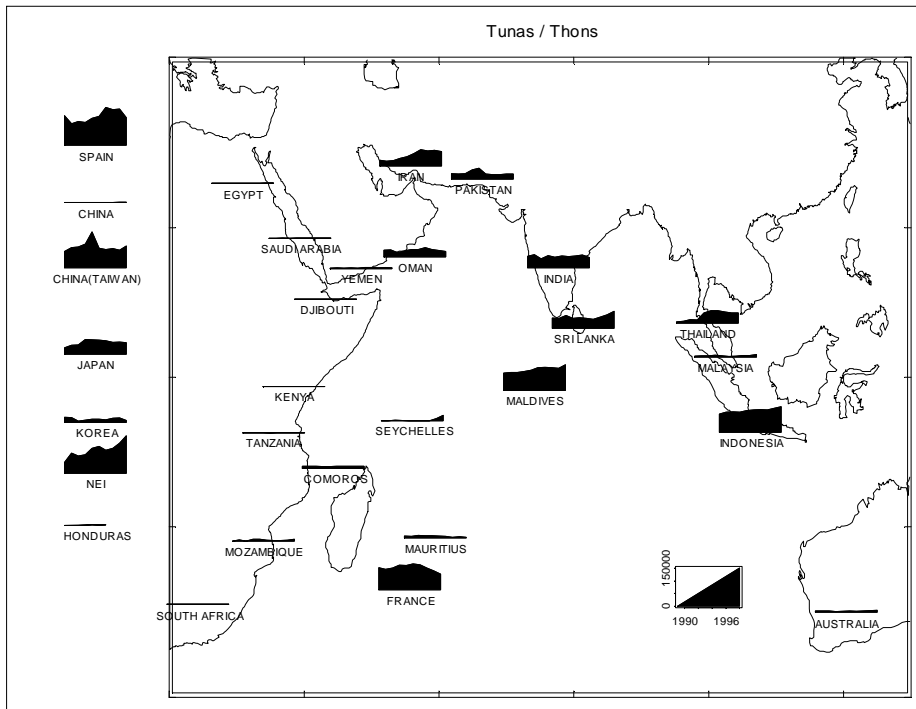 Tunas / Thons
SPAIN
CHINA
CHINA(TAIWAN)
JAPAN
KOREA
NEI
HONDURAS
IRAN
PAKISTAN
EGYPT
SAUDI ARABIA
YEMEN
OMAN
DJIBOUTI
INDIA
SRI LANKA
THAILAND
MALAYSIA
MALDIVES
INDONESIA
KENYA
SEYCHELLES
TANZANIA
COMOROS
MOZAMBIQUE
MAURITIUS
FRANCE
SOUTH AFRICA
AUSTRALIA
0 150000
1990 1996